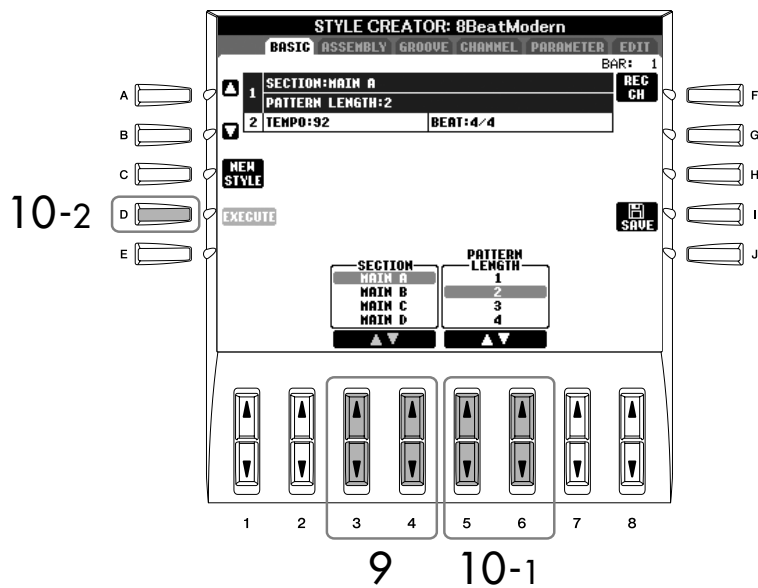 STYLE CREATOR: 8BeatModern
BASIC ASSEMBLY GROOVE CHANNEL PARAMETER EDIT
BAR: 1
1 SECTION:MAIN A
PATTERN LENGTH:2
2 TEMPO:92 BEAT:4/4
REC
CH
NEW
STYLE
EXECUTE
SAVE
A
B
C
D
E
F
G
H
I
J
10-2
SECTION
MAIN A
MAIN B
MAIN C
MAIN D
PATTERN
LENGTH
1
2
3
4
1 2 3 4 5 6 7 8
9 10-1